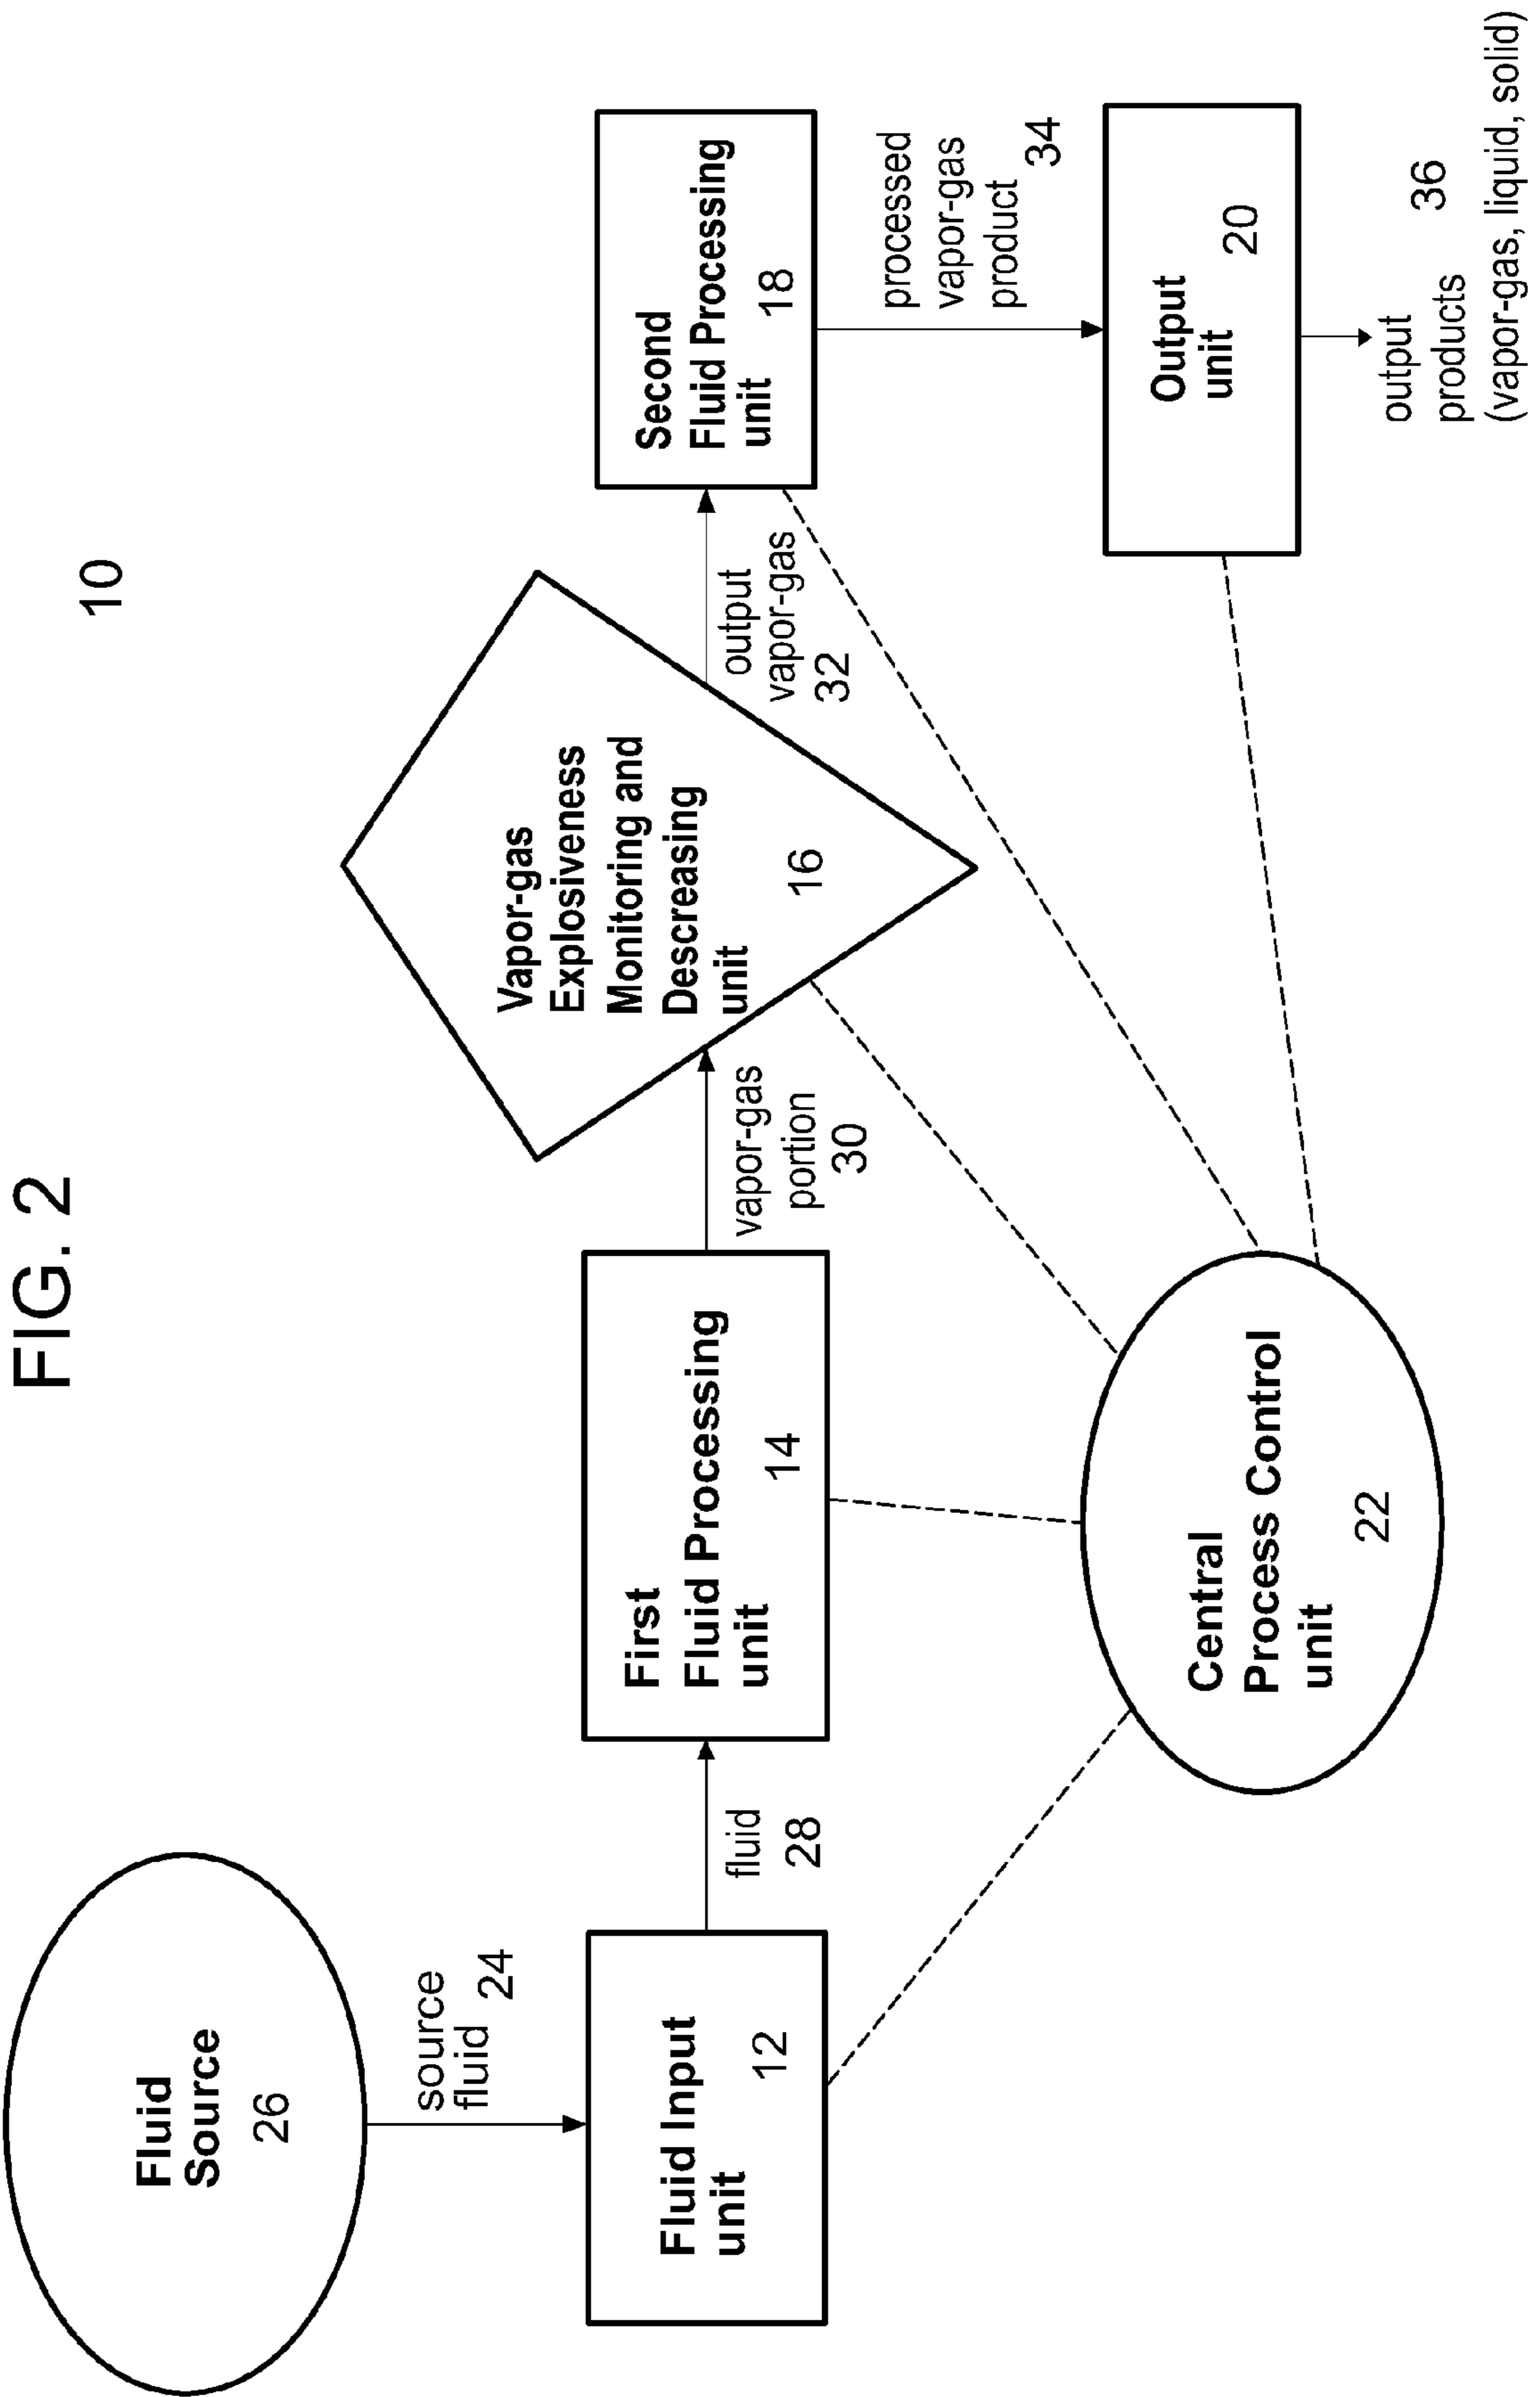 FIG. 2
10
Fluid
Source
26
source
fluid 24
Fluid Input
unit
12
fluid
28
First
Fluid Processing
unit
14
vapor-gas
portion
30
Vapor-gas
Explosiveness
Monitoring and
Descreasing
unit
16
output
vapor-gas
32
Second
Fluid Processing
unit
18
processed
vapor-gas
product
34
Output
unit
20
output
products
36
(vapor-gas, liquid, solid)
Central
Process Control
unit
22